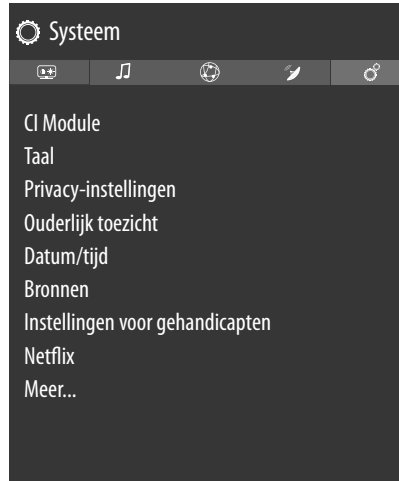 Systeem
CI Module
Taal
Privacy-instellingen
Ouderlijk toezicht
Datum/tijd
Bronnen
Instellingen voor gehandicapten
Netflix
Meer...